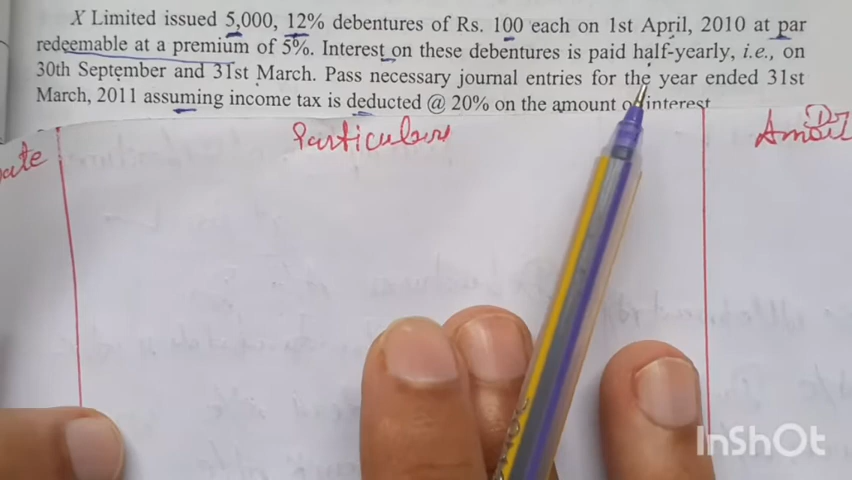 X Limited issued 5,000, 12% debentures of Rs. 100 each on 1st April, 2010 at par
redeemable at a premium of 5%. Interest on these debentures is paid half-yearly, i.e., on
30th September and 31st March. Pass necessary journal entries for the year ended 31st
March, 2011 assuming income tax is deducted @ 20% on the amount of interest
Particulars
Dr
InShOt